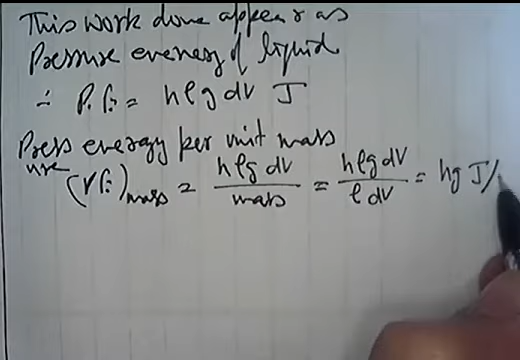 This work done appears as
Pressure energy of liquid
∴ P.E = hρg dv J
Press energy per unit mass
(P.E)mass = hρg dv / mass = hρg dv / ρ dv = hg J/